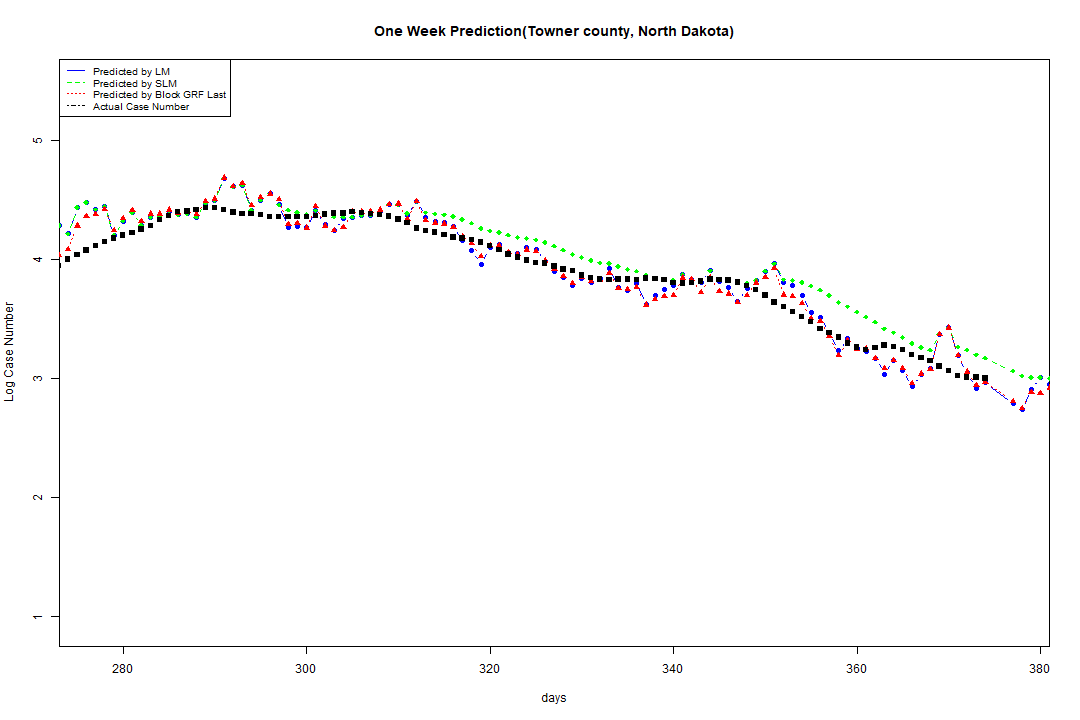 One Week Prediction(Towner county, North Dakota)
Predicted by LM
Predicted by SLM
Predicted by Block GRF Last
Actual Case Number
5
4
3
2
1
Log Case Number
280 300 320 340 360 380
days